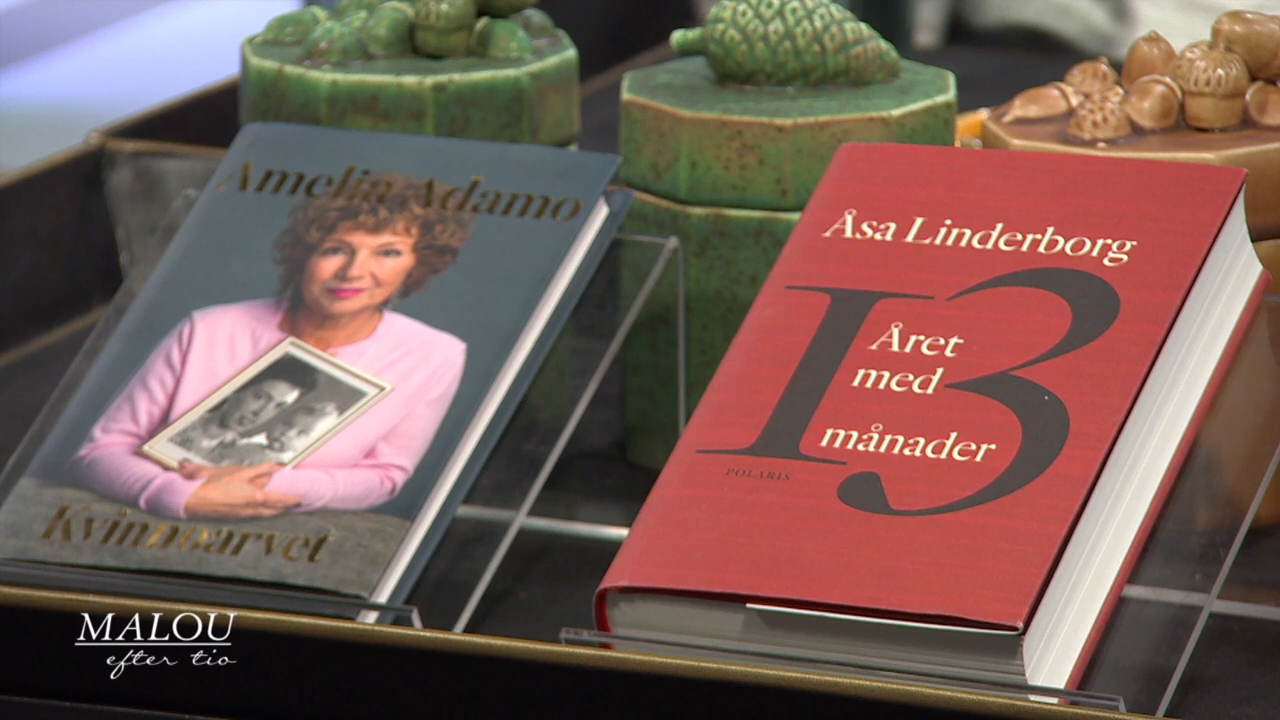 Amelia Adamo
Kvinnoarvet
Åsa Linderborg
13
Året
med
månader
POLARIS
MALOU
efter tio